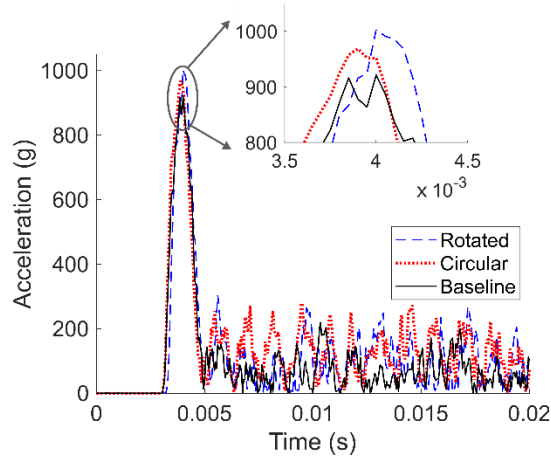 1000
900
800
3.5
4
4.5
x 10⁻³
1000
800
600
400
200
0
Acceleration (g)
Rotated
Circular
Baseline
0
0.005
0.01
0.015
0.02
Time (s)